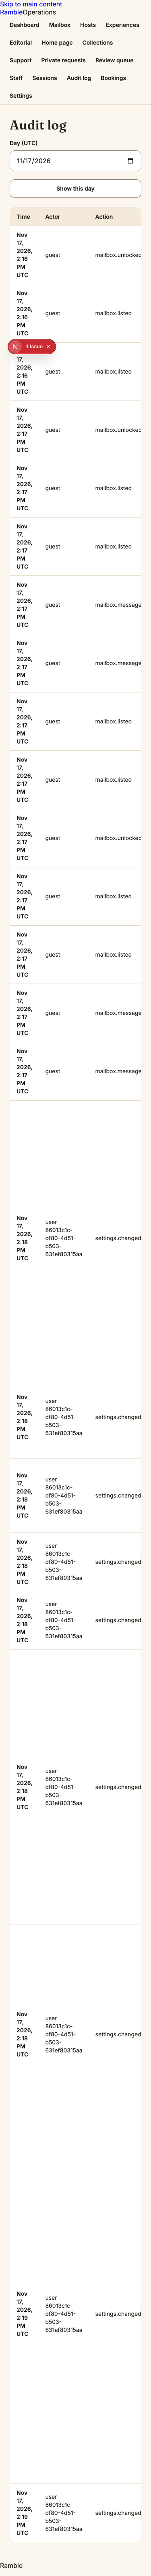 Skip to main content
RambleOperations
Dashboard Mailbox Hosts Experiences
Editorial Home page Collections
Support Private requests Review queue
Staff Sessions Audit log Bookings
Settings
Audit log
Day (UTC)
11/17/2026
Show this day
Time Actor Action
Nov
17,
2026,
2:16
PM
UTC
guest
mailbox.unlocked
Nov
17,
2026,
2:16
PM
UTC
guest
mailbox.listed
1 Issue
17,
2026,
2:16
PM
UTC
guest
mailbox.listed
Nov
17,
2026,
2:17
PM
UTC
guest
mailbox.unlocked
Nov
17,
2026,
2:17
PM
UTC
guest
mailbox.listed
Nov
17,
2026,
2:17
PM
UTC
guest
mailbox.listed
Nov
17,
2026,
2:17
PM
UTC
guest
mailbox.message
Nov
17,
2026,
2:17
PM
UTC
guest
mailbox.message
Nov
17,
2026,
2:17
PM
UTC
guest
mailbox.listed
Nov
17,
2026,
2:17
PM
UTC
guest
mailbox.listed
Nov
17,
2026,
2:17
PM
UTC
guest
mailbox.unlocked
Nov
17,
2026,
2:17
PM
UTC
guest
mailbox.listed
Nov
17,
2026,
2:17
PM
UTC
guest
mailbox.listed
Nov
17,
2026,
2:17
PM
UTC
guest
mailbox.message
Nov
17,
2026,
2:17
PM
UTC
guest
mailbox.message
Nov
17,
2026,
2:18
PM
UTC
user
86013c1c-
df80-4d51-
b503-
631ef80315aa
settings.changed
Nov
17,
2026,
2:18
PM
UTC
user
86013c1c-
df80-4d51-
b503-
631ef80315aa
settings.changed
Nov
17,
2026,
2:18
PM
UTC
user
86013c1c-
df80-4d51-
b503-
631ef80315aa
settings.changed
Nov
17,
2026,
2:18
PM
UTC
user
86013c1c-
df80-4d51-
b503-
631ef80315aa
settings.changed
Nov
17,
2026,
2:18
PM
UTC
user
86013c1c-
df80-4d51-
b503-
631ef80315aa
settings.changed
Nov
17,
2026,
2:18
PM
UTC
user
86013c1c-
df80-4d51-
b503-
631ef80315aa
settings.changed
Nov
17,
2026,
2:18
PM
UTC
user
86013c1c-
df80-4d51-
b503-
631ef80315aa
settings.changed
Nov
17,
2026,
2:19
PM
UTC
user
86013c1c-
df80-4d51-
b503-
631ef80315aa
settings.changed
Nov
17,
2026,
2:19
PM
UTC
user
86013c1c-
df80-4d51-
b503-
631ef80315aa
settings.changed
Ramble